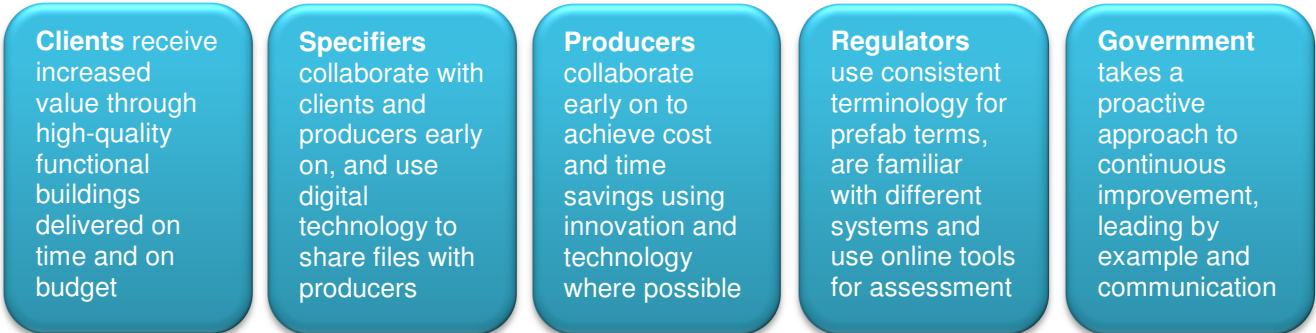 Clients receive
increased
value through
high-quality
functional
buildings
delivered on
time and on
budget
Specifiers
collaborate with
clients and
producers early
on, and use
digital
technology to
share files with
producers
Producers
collaborate
early on to
achieve cost
and time
savings using
innovation and
technology
where possible
Regulators
use consistent
terminology for
prefab terms,
are familiar
with different
systems and
use online tools
for assessment
Government
takes a
proactive
approach to
continuous
improvement,
leading by
example and
communication